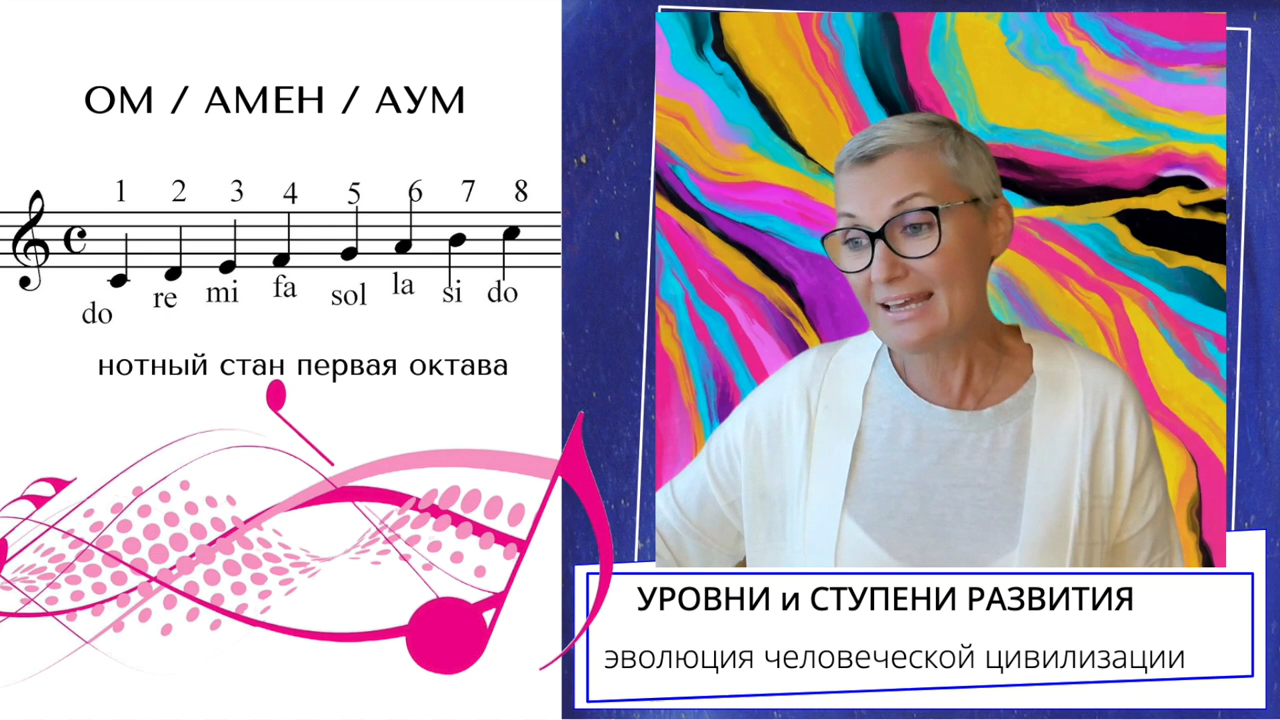 ОМ / АМЕН / АУМ
1 2 3 4 5 6 7 8
do re mi fa sol la si do
нотный стан первая октава
УРОВНИ и СТУПЕНИ РАЗВИТИЯ
эволюция человеческой цивилизации